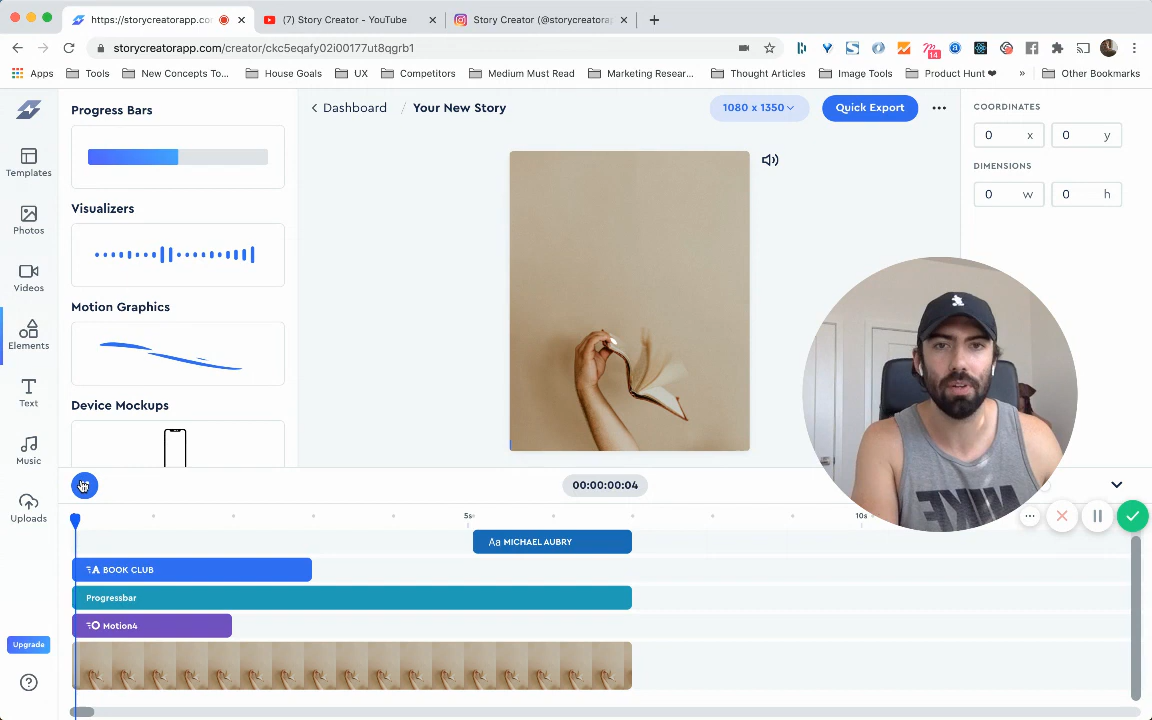 https://storycreatorapp.co
(7) Story Creator - YouTube
Story Creator (@storycreatora
storycreatorapp.com/creator/ckc5eqafy02i00177ut8qgrb1
14
Apps
Tools
New Concepts To...
House Goals
UX
Competitors
Medium Must Read
Marketing Resear...
Thought Articles
Image Tools
Product Hunt ❤
»
Other Bookmarks
Templates
Photos
Videos
Elements
Text
Music
Uploads
Upgrade
Progress Bars
Visualizers
Motion Graphics
Device Mockups
Dashboard / Your New Story
1080 x 1350
Quick Export
COORDINATES
0 x
0 y
DIMENSIONS
0 w
0 h
NIKE
00:00:00:04
5s
10s
Aa MICHAEL AUBRY
A BOOK CLUB
Progressbar
Motion4